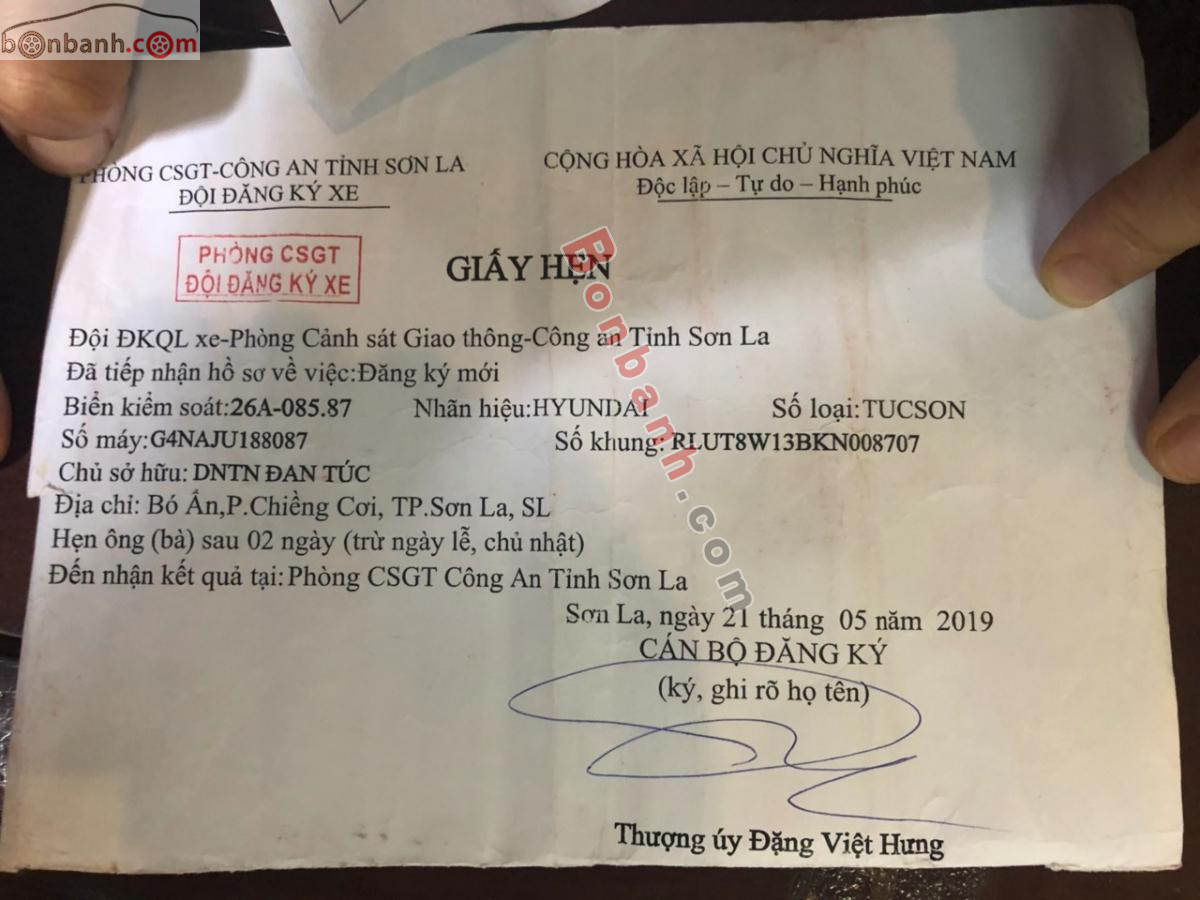 bonbanh.com
PHÒNG CSGT-CÔNG AN TỈNH SƠN LA
ĐỘI ĐĂNG KÝ XE
CỘNG HÒA XÃ HỘI CHỦ NGHĨA VIỆT NAM
Độc lập – Tự do – Hạnh phúc
PHÒNG CSGT
ĐỘI ĐĂNG KÝ XE
GIẤY HẸN
Bonbanh.com
Đội ĐKQL xe-Phòng Cảnh sát Giao thông-Công an Tỉnh Sơn La
Đã tiếp nhận hồ sơ về việc:Đăng ký mới
Biển kiểm soát:26A-085.87 Nhãn hiệu:HYUNDAI Số loại:TUCSON
Số máy:G4NAJU188087 Số khung: RLUT8W13BKN008707
Chủ sở hữu: DNTN ĐAN TÚC
Địa chỉ: Bó Ẩn,P.Chiềng Cơi, TP.Sơn La, SL
Hẹn ông (bà) sau 02 ngày (trừ ngày lễ, chủ nhật)
Đến nhận kết quả tại:Phòng CSGT Công An Tỉnh Sơn La
Sơn La, ngày 21 tháng 05 năm 2019
CÁN BỘ ĐĂNG KÝ
(ký, ghi rõ họ tên)
Thượng úy Đặng Việt Hưng